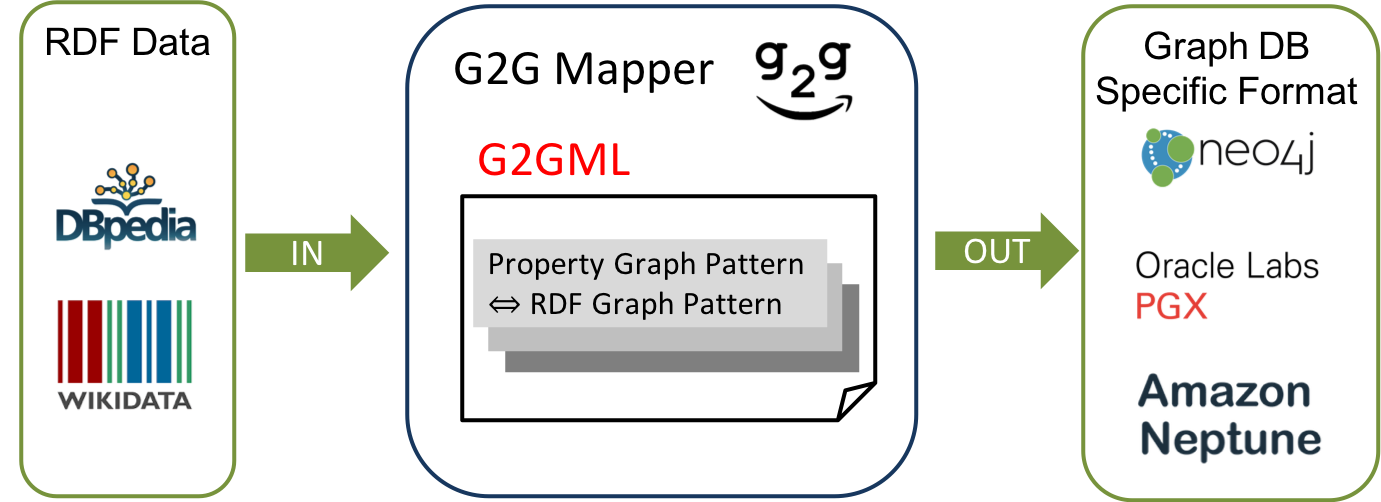 RDF Data
DBpedia
WIKIDATA
IN
G2G Mapper
g2g
G2GML
Property Graph Pattern
⇔ RDF Graph Pattern
OUT
Graph DB
Specific Format
neo4j
Oracle Labs
PGX
Amazon
Neptune